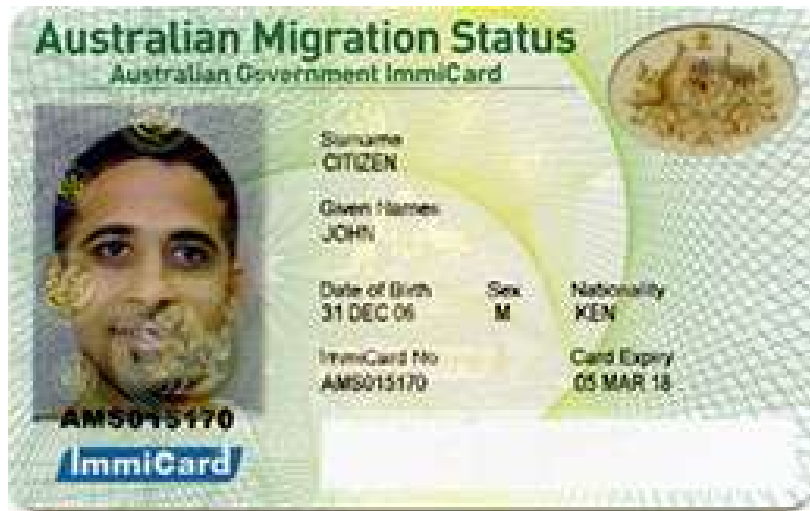 Australian Migration Status
Australian Government ImmiCard
Surname
CITIZEN
Given Names
JOHN
Date of Birth Sex Nationality
31 DEC 06 M KEN
ImmiCard No Card Expiry
AMS015170 05 MAR 18
AMS015170
ImmiCard